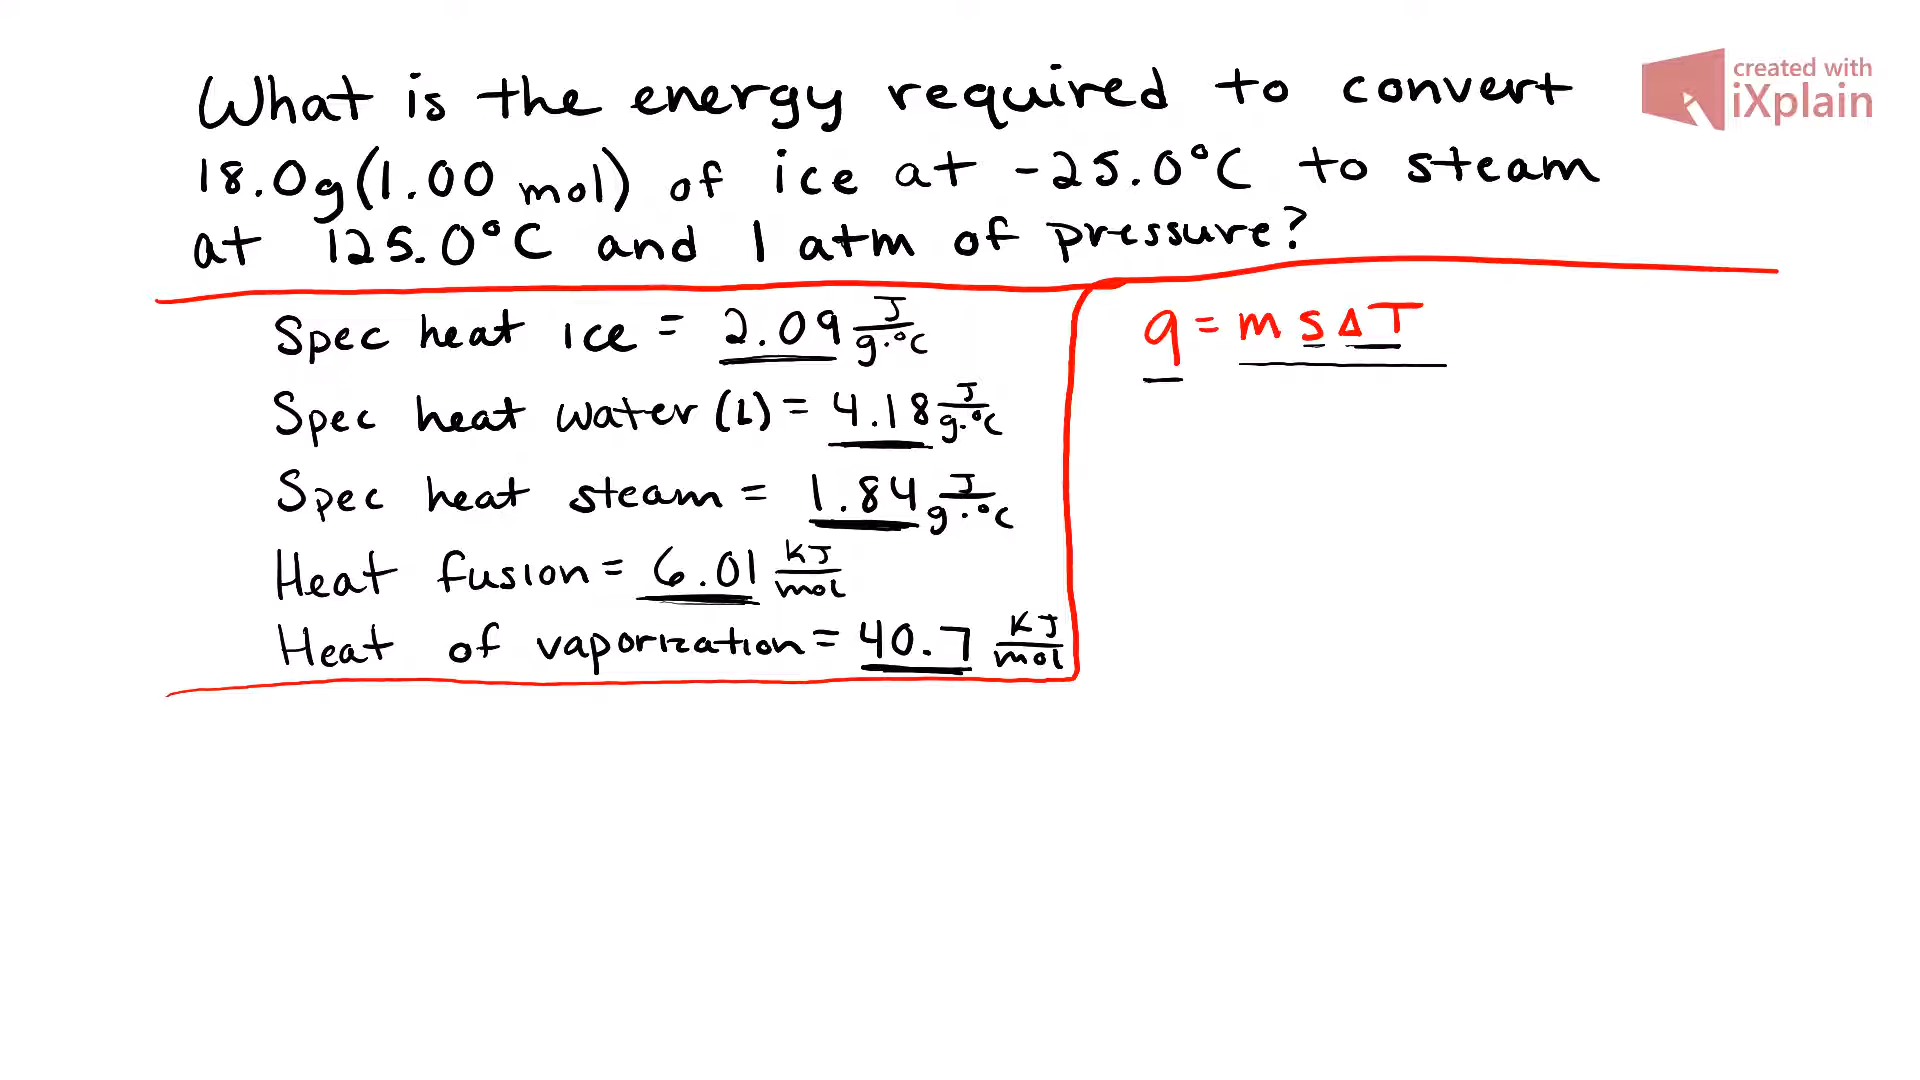 created with
iXplain
What is the energy required to convert
18.0g (1.00 mol) of ice at -25.0°C to steam
at 125.0°C and 1 atm of pressure?
Spec heat ice = 2.09 J/g·°C
q = m s Δ T
Spec heat water (L) = 4.18 J/g·°C
Spec heat steam = 1.84 J/g·°C
Heat fusion = 6.01 KJ/mol
Heat of vaporization = 40.7 KJ/mol